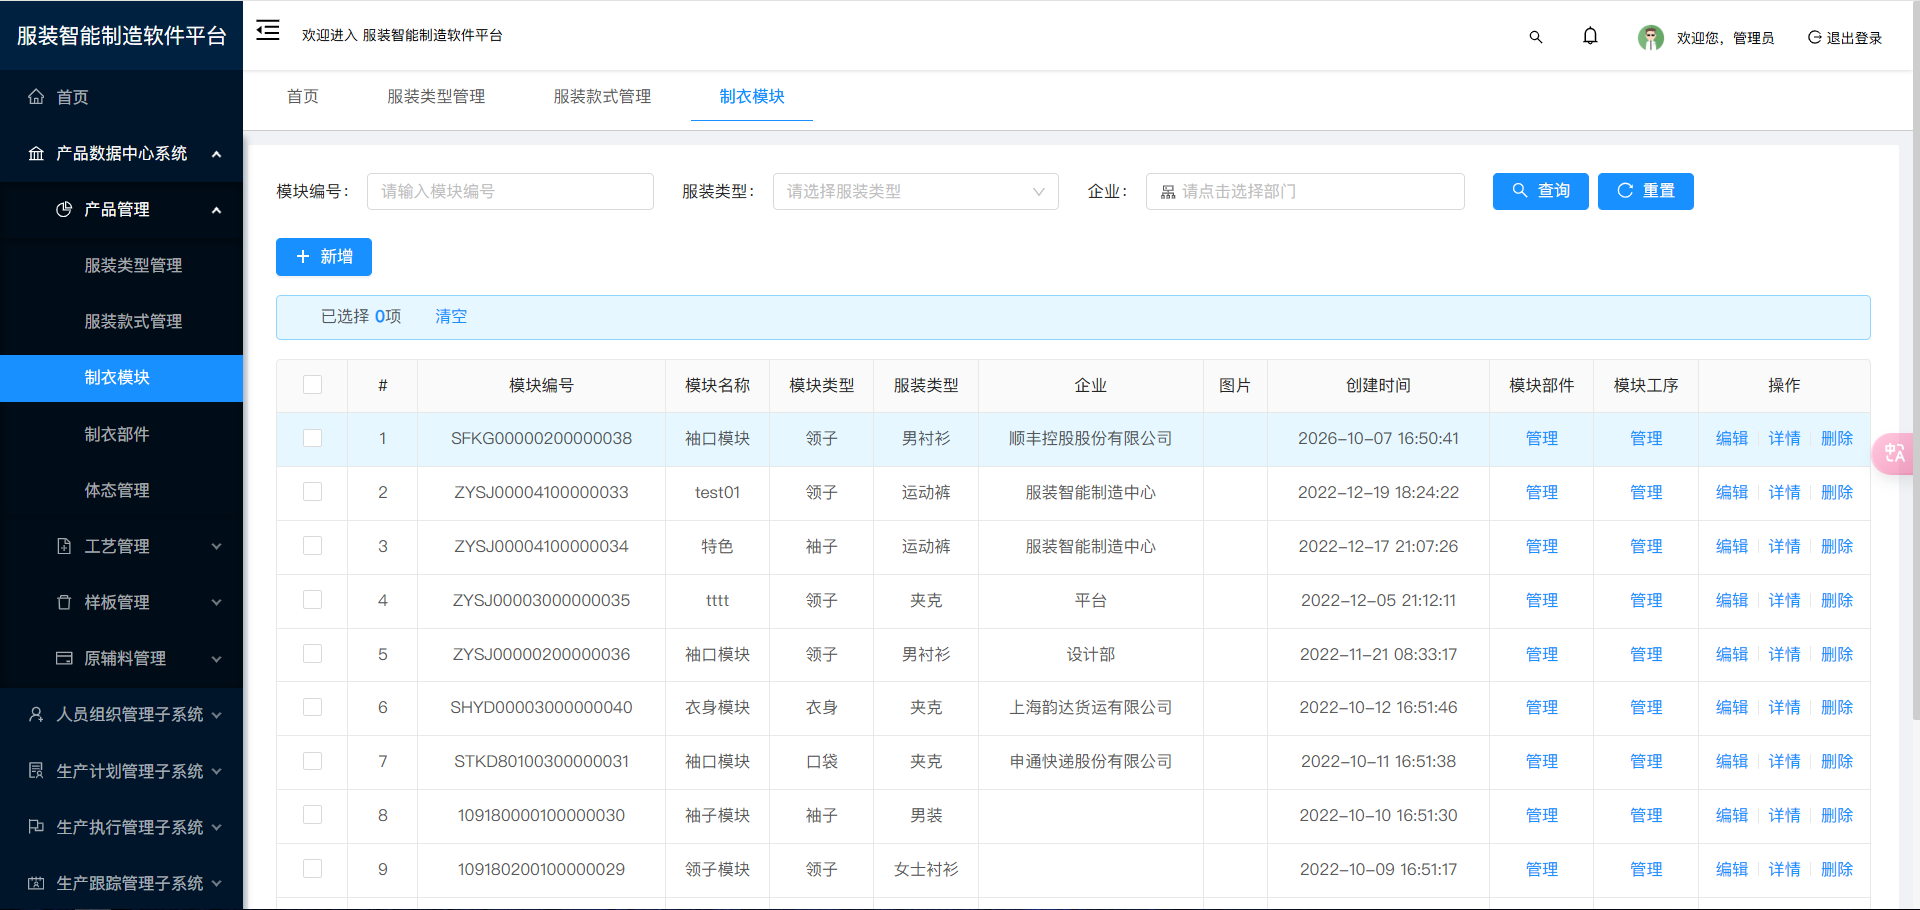 服装智能制造软件平台
欢迎进入 服装智能制造软件平台
欢迎您，管理员
退出登录
首页
产品数据中心系统
产品管理
服装类型管理
服装款式管理
制衣模块
制衣部件
体态管理
工艺管理
样板管理
原辅料管理
人员组织管理子系统
生产计划管理子系统
生产执行管理子系统
生产跟踪管理子系统
首页 服装类型管理 服装款式管理 制衣模块
模块编号： 请输入模块编号 服装类型： 请选择服装类型 企业： 请点击选择部门 查询 重置
新增
已选择 0项 清空
# 模块编号 模块名称 模块类型 服装类型 企业 图片 创建时间 模块部件 模块工序 操作
1 SFKG00000200000038 袖口模块 领子 男衬衫 顺丰控股股份有限公司 2026-10-07 16:50:41 管理 管理 编辑 详情 删除
2 ZYSJ00004100000033 test01 领子 运动裤 服装智能制造中心 2022-12-19 18:24:22 管理 管理 编辑 详情 删除
3 ZYSJ00004100000034 特色 袖子 运动裤 服装智能制造中心 2022-12-17 21:07:26 管理 管理 编辑 详情 删除
4 ZYSJ00003000000035 tttt 领子 夹克 平台 2022-12-05 21:12:11 管理 管理 编辑 详情 删除
5 ZYSJ00000200000036 袖口模块 领子 男衬衫 设计部 2022-11-21 08:33:17 管理 管理 编辑 详情 删除
6 SHYD00003000000040 衣身模块 衣身 夹克 上海韵达货运有限公司 2022-10-12 16:51:46 管理 管理 编辑 详情 删除
7 STKD80100300000031 袖口模块 口袋 夹克 申通快递股份有限公司 2022-10-11 16:51:38 管理 管理 编辑 详情 删除
8 109180000100000030 袖子模块 袖子 男装 2022-10-10 16:51:30 管理 管理 编辑 详情 删除
9 109180200100000029 领子模块 领子 女士衬衫 2022-10-09 16:51:17 管理 管理 编辑 详情 删除